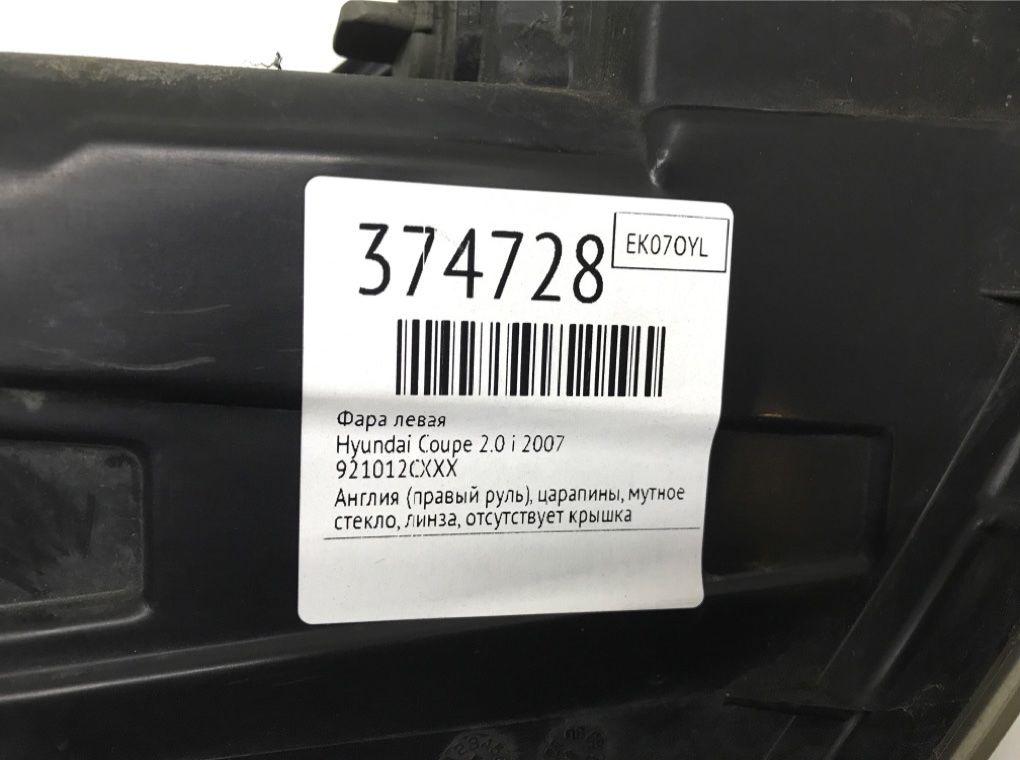 374728
EK07OYL
Фара левая
Hyundai Coupe 2.0 i 2007
921012CXXX
Англия (правый руль), царапины, мутное
стекло, линза, отсутствует крышка